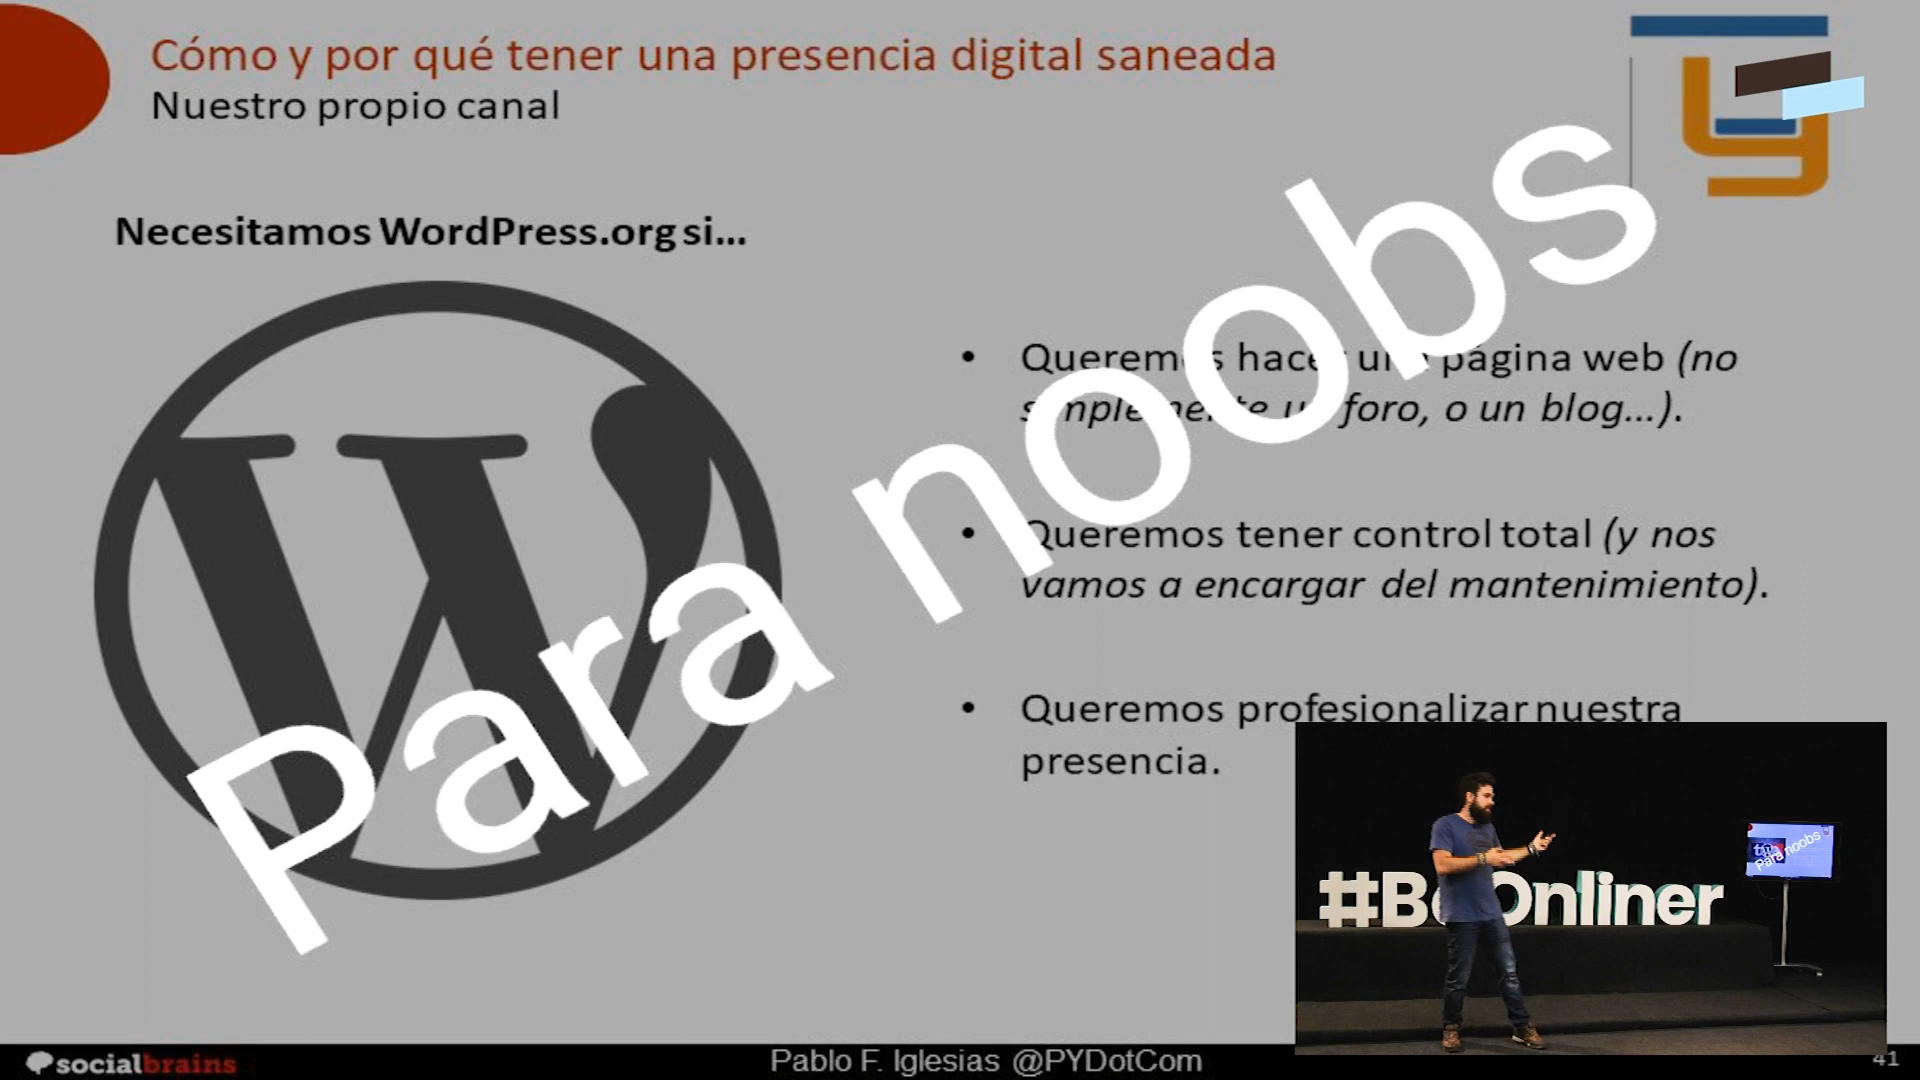 Cómo y por qué tener una presencia digital saneada
Nuestro propio canal
Necesitamos WordPress.org si...
• Queremos hacer una página web (no
simplemente un foro, o un blog...).
• Queremos tener control total (y nos
vamos a encargar del mantenimiento).
• Queremos profesionalizar nuestra
presencia.
Para noobs
#BeOnliner
Para noobs
socialbrains
Pablo F. Iglesias @PYDotCom
41